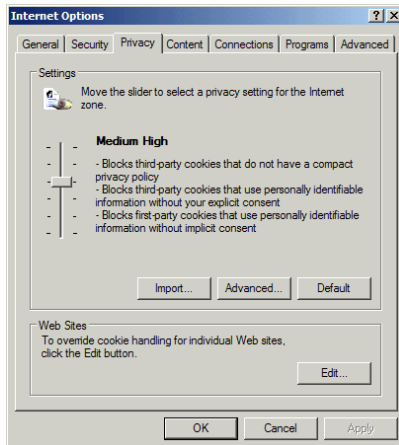 Internet Options
General Security Privacy Content Connections Programs Advanced
Settings
Move the slider to select a privacy setting for the Internet
zone.
Medium High
- Blocks third-party cookies that do not have a compact
privacy policy
- Blocks third-party cookies that use personally identifiable
information without your explicit consent
- Blocks first-party cookies that use personally identifiable
information without implicit consent
Import... Advanced... Default
Web Sites
To override cookie handling for individual Web sites,
click the Edit button.
Edit...
OK Cancel Apply